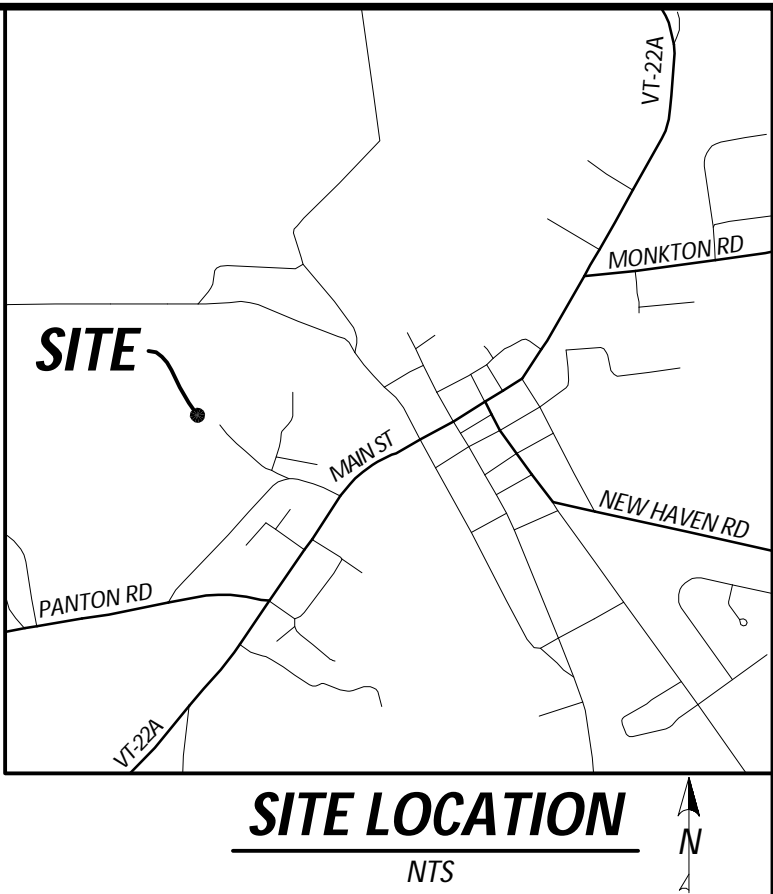 VT-22A
MONKTON RD
SITE
MAIN ST
NEW HAVEN RD
PANTON RD
VT-22A
SITE LOCATION
NTS
N